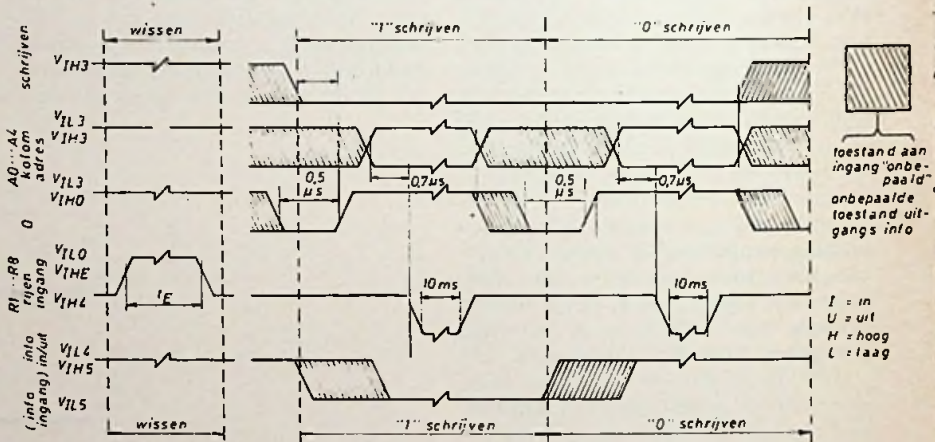 wissen
"1" schrijven
"0" schrijven
schrijven
VIH3
VIL3
VIH3
A0...A4
kolom
adres
VIL3
VIH0
0
0,5
µs
0,7µs
0,5
µs
0,7µs
VIL0
VIHE
R1...R8
rijen
ingang
VIH4
tE
10ms
10ms
VIL4
VIH5
(info
ingang)
info
in/uit
VIL5
wissen
"1" schrijven
"0" schrijven
toestand aan
ingang "onbe-
paald"
onbepaalde
toestand uit-
gangs info
I = in
U = uit
H = hoog
L = laag